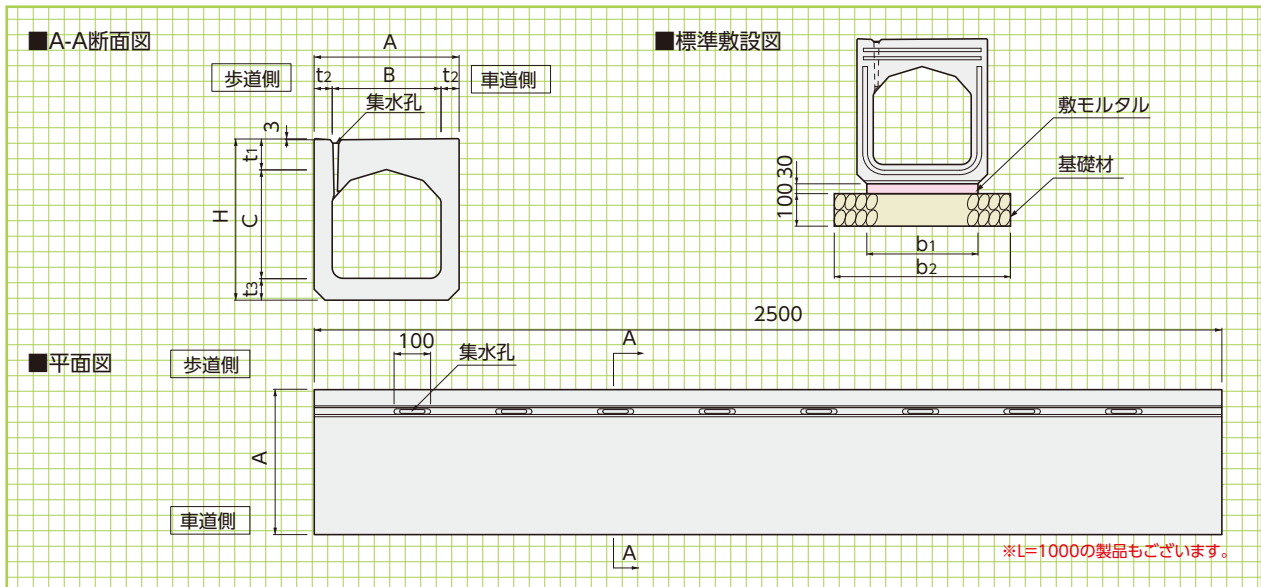 ■A-A断面図
A
歩道側
t2
B
t2
車道側
集水孔
3
t1
H
C
t3
■標準敷設図
敷モルタル
30
基礎材
100
b1
b2
2500
100
A
集水孔
■平面図
歩道側
A
車道側
A
※L=1000の製品もございます。